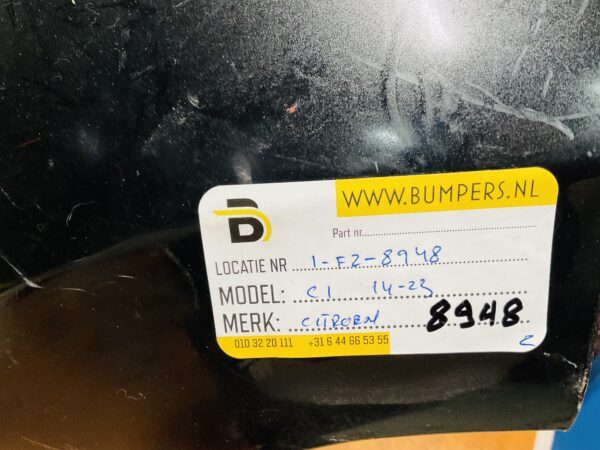 WWW.BUMPERS.NL
Part nr.
LOCATIE NR 1-F2-8948
MODEL: C1 14-23
MERK: CITROEN 8948
010 32 20 111 +31 6 44 66 53 55
2